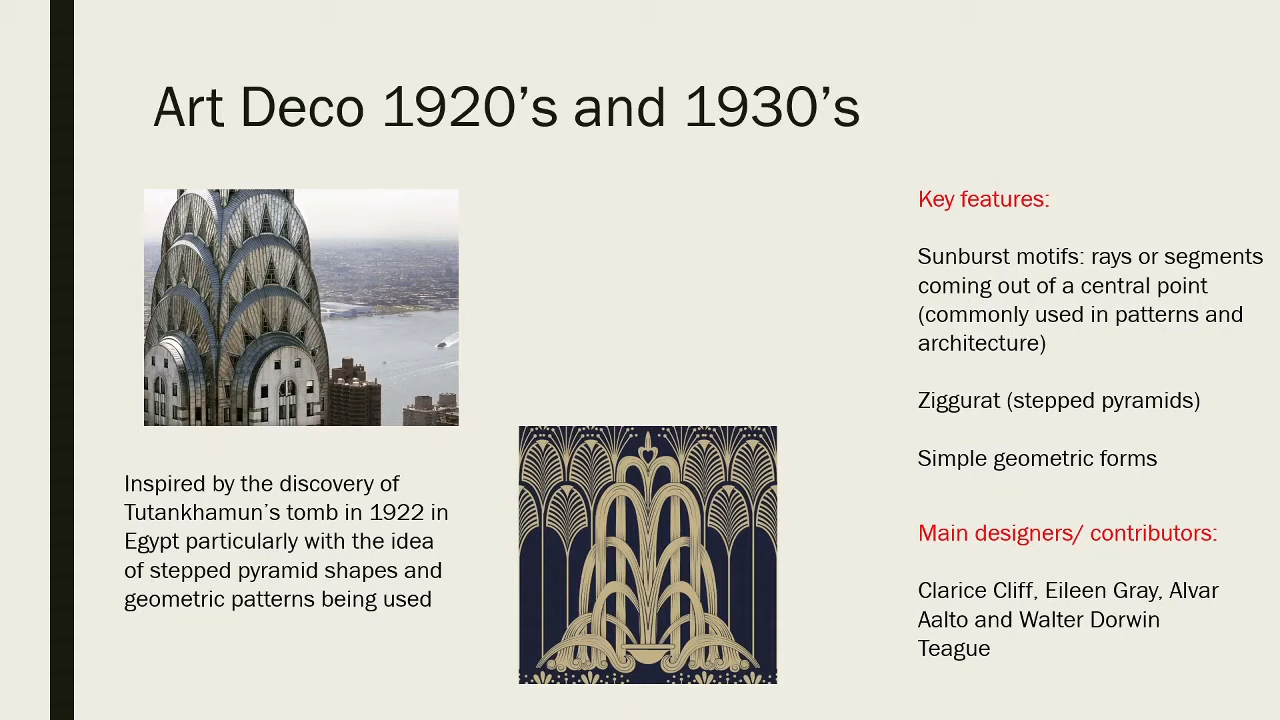 Art Deco 1920’s and 1930’s
Inspired by the discovery of
Tutankhamun’s tomb in 1922 in
Egypt particularly with the idea
of stepped pyramid shapes and
geometric patterns being used
Key features:
Sunburst motifs: rays or segments
coming out of a central point
(commonly used in patterns and
architecture)
Ziggurat (stepped pyramids)
Simple geometric forms
Main designers/ contributors:
Clarice Cliff, Eileen Gray, Alvar
Aalto and Walter Dorwin
Teague